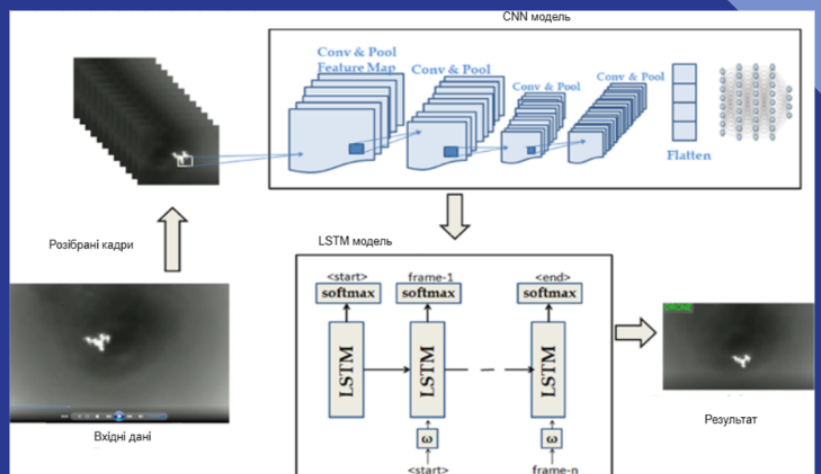 CNN модель
Conv & Pool
Feature Map
Conv & Pool
Conv & Pool
Conv & Pool
Flatten
Розібрані кадри
LSTM модель
<start>
frame-1
<end>
softmax
softmax
softmax
LSTM
LSTM
LSTM
DRONE
ω
ω
<start>
frame-n
Вхідні дані
Результат